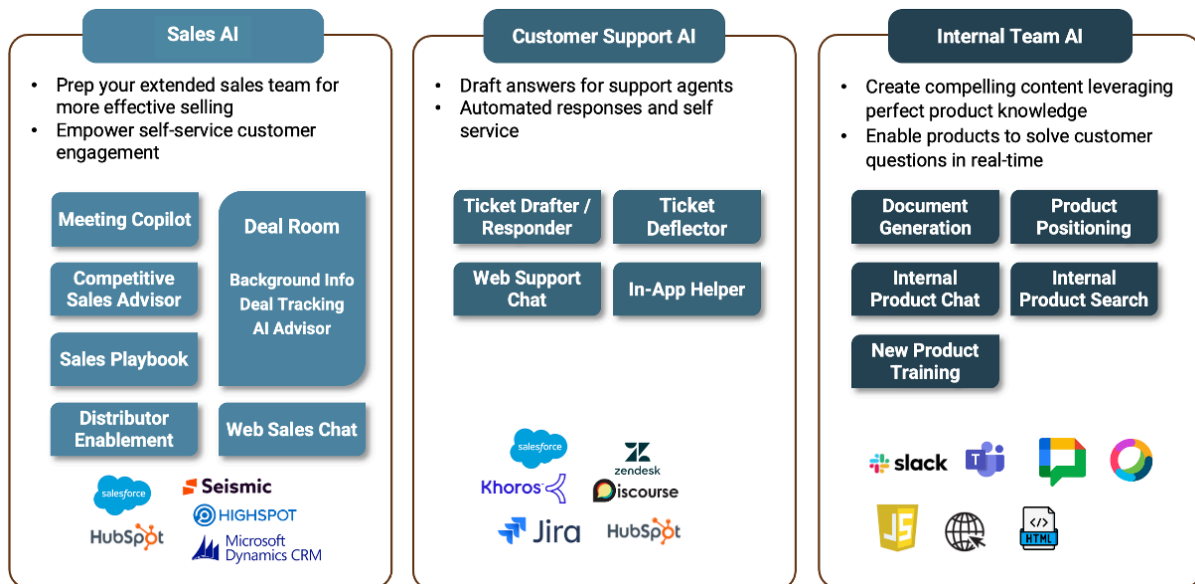 Sales AI
• Prep your extended sales team for
more effective selling
• Empower self-service customer
engagement
Meeting Copilot
Competitive
Sales Advisor
Sales Playbook
Distributor
Enablement
Deal Room
Background Info
Deal Tracking
AI Advisor
Web Sales Chat
salesforce
HubSpot
Seismic
HIGHSPOT
Microsoft
Dynamics CRM
Customer Support AI
• Draft answers for support agents
• Automated responses and self
service
Ticket Drafter /
Responder
Ticket
Deflector
Web Support
Chat
In-App Helper
salesforce
zendesk
Khoros
Discourse
Jira
HubSpot
Internal Team AI
• Create compelling content leveraging
perfect product knowledge
• Enable products to solve customer
questions in real-time
Document
Generation
Product
Positioning
Internal
Product Chat
Internal
Product Search
New Product
Training
slack
T
JS
</>
HTML